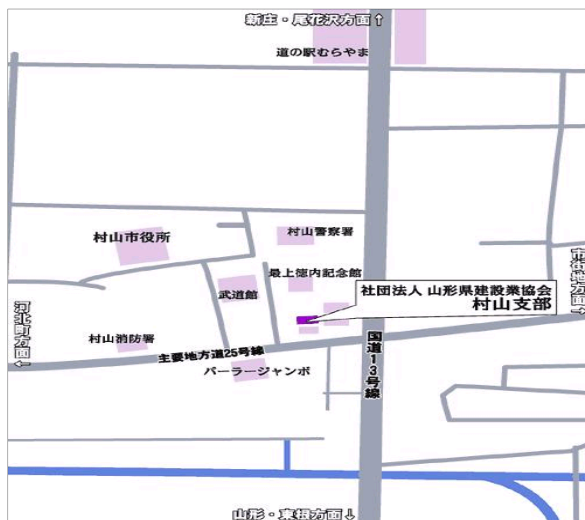 新庄・尾花沢方面↑
道の駅むらやま
村山市役所
村山警察署
最上徳内記念館
武道館
社団法人 山形県建設業協会
村山支部
市街地方面→
河北町方面←
村山消防署
主要地方道25号線
国道13号線
パーラージャンボ
山形・東根方面↓